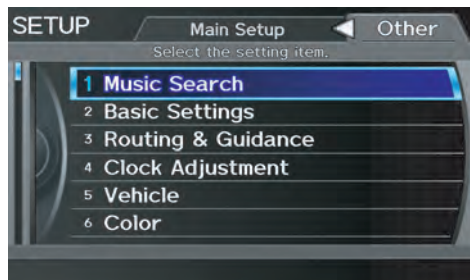 SETUP Main Setup Other
Select the setting item.
1 Music Search
2 Basic Settings
3 Routing & Guidance
4 Clock Adjustment
5 Vehicle
6 Color